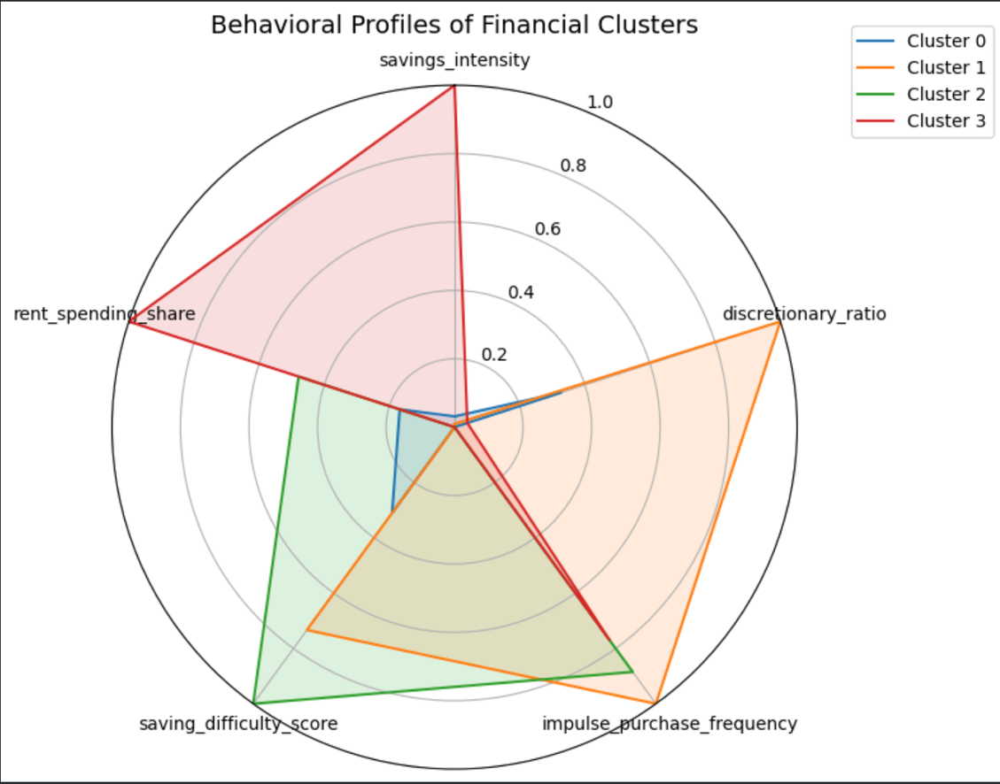 Behavioral Profiles of Financial Clusters
Cluster 0
Cluster 1
Cluster 2
Cluster 3
savings_intensity
1.0
0.8
0.6
0.4
0.2
rent_spending_share
discretionary_ratio
saving_difficulty_score
impulse_purchase_frequency